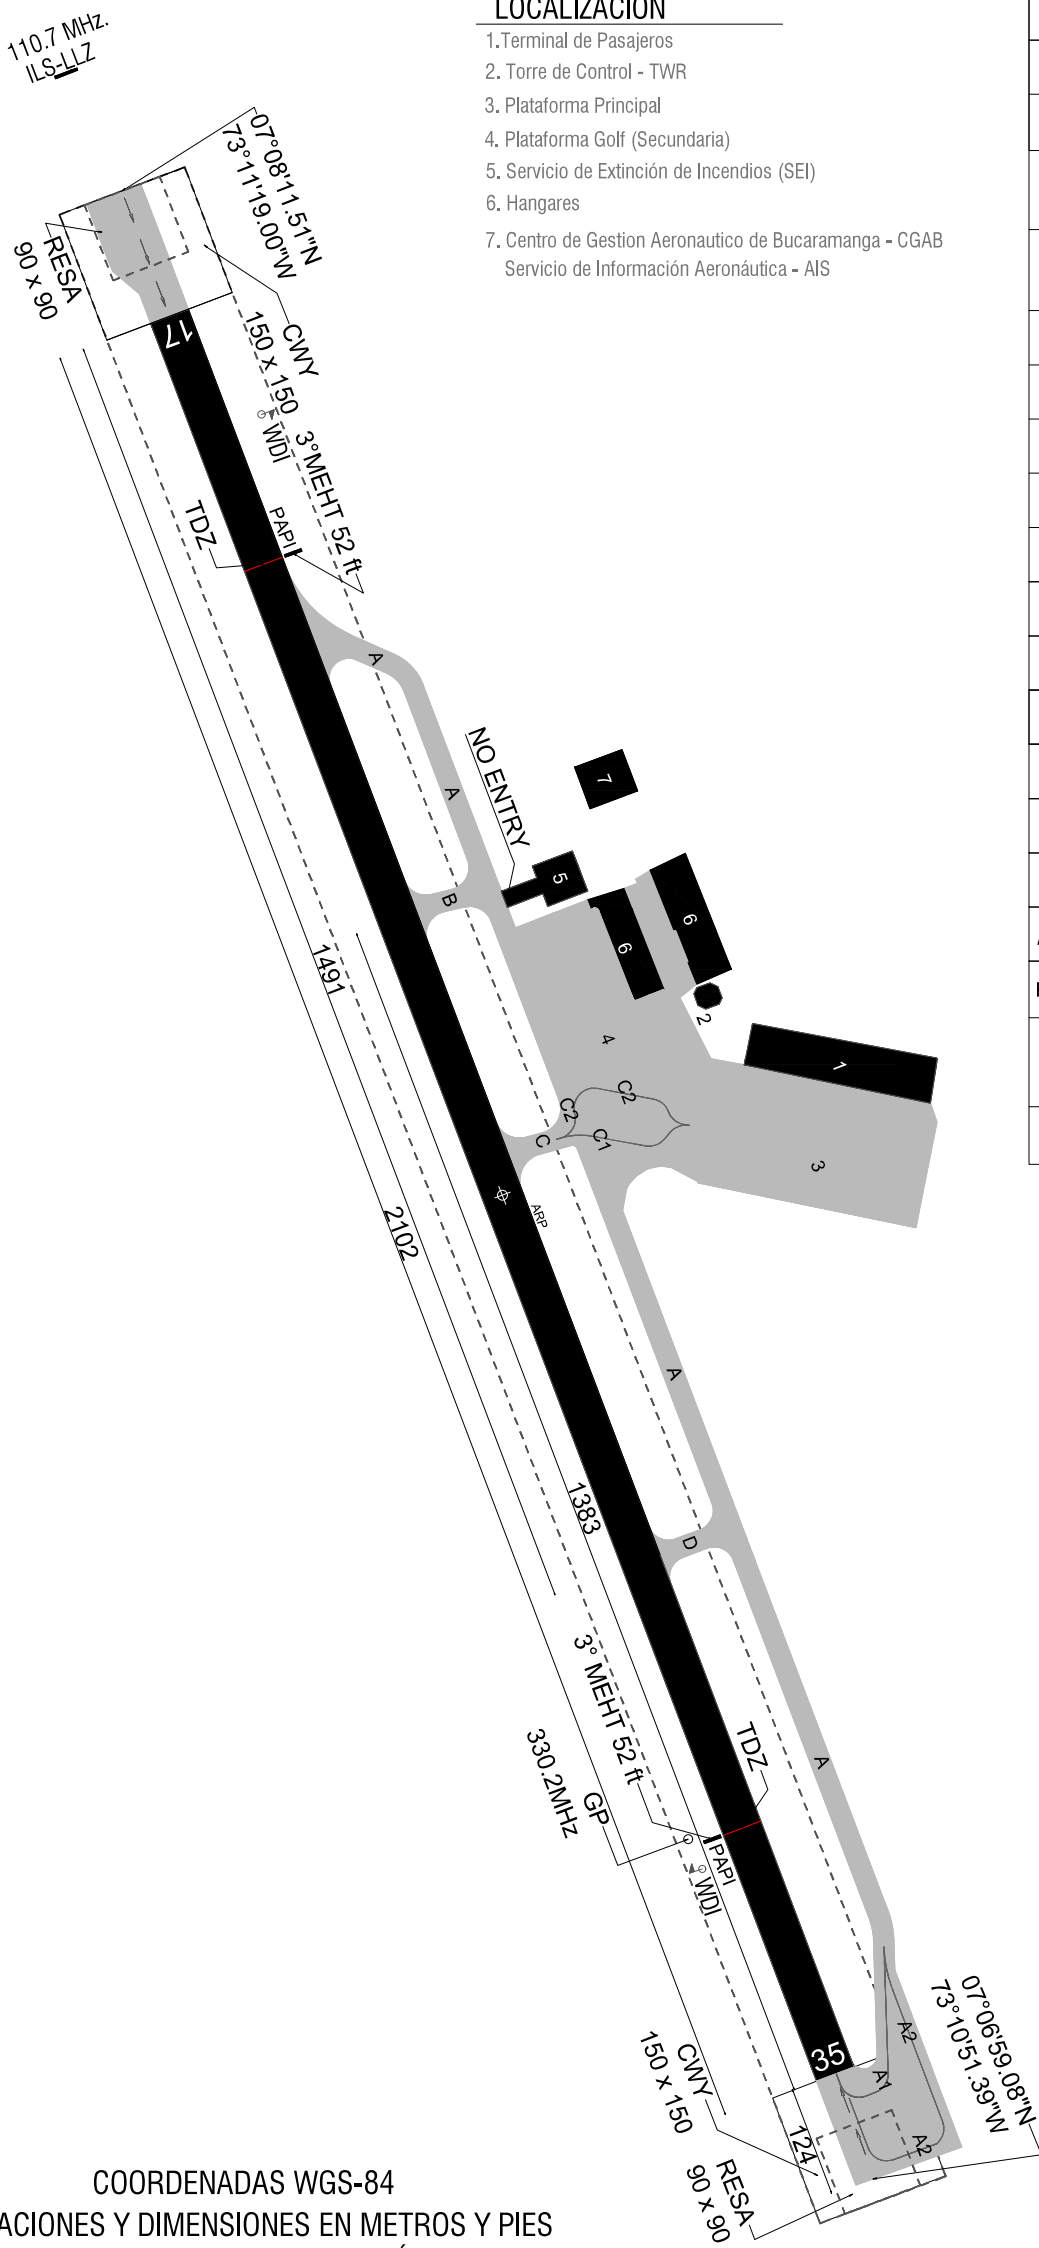 LOCALIZACIÓN
1.Terminal de Pasajeros
2. Torre de Control - TWR
3. Plataforma Principal
4. Plataforma Golf (Secundaria)
5. Servicio de Extinción de Incendios (SEI)
6. Hangares
7. Centro de Gestion Aeronautico de Bucaramanga - CGAB
Servicio de Información Aeronáutica - AIS
110.7 MHz.
ILS-LLZ
07°08'11.51"N
73°11'19.00"W
RESA
90 x 90
17
CWY
150 x 150
WDI
3°MEHT 52 ft
TDZ
PAPI
A
A
NO ENTRY
7
5
B
6
6
1491
2
4
1
C2
C2
C1
C
3
ARP
2102
A
1383
D
3° MEHT 52 ft
TDZ
A
330.2MHz
GP
PAPI
WDI
07°06'59.08"N
73°10'51.39"W
A2
35
A1
CWY
150 x 150
124
A2
RESA
90 x 90
COORDENADAS WGS-84
ACIONES Y DIMENSIONES EN METROS Y PIES